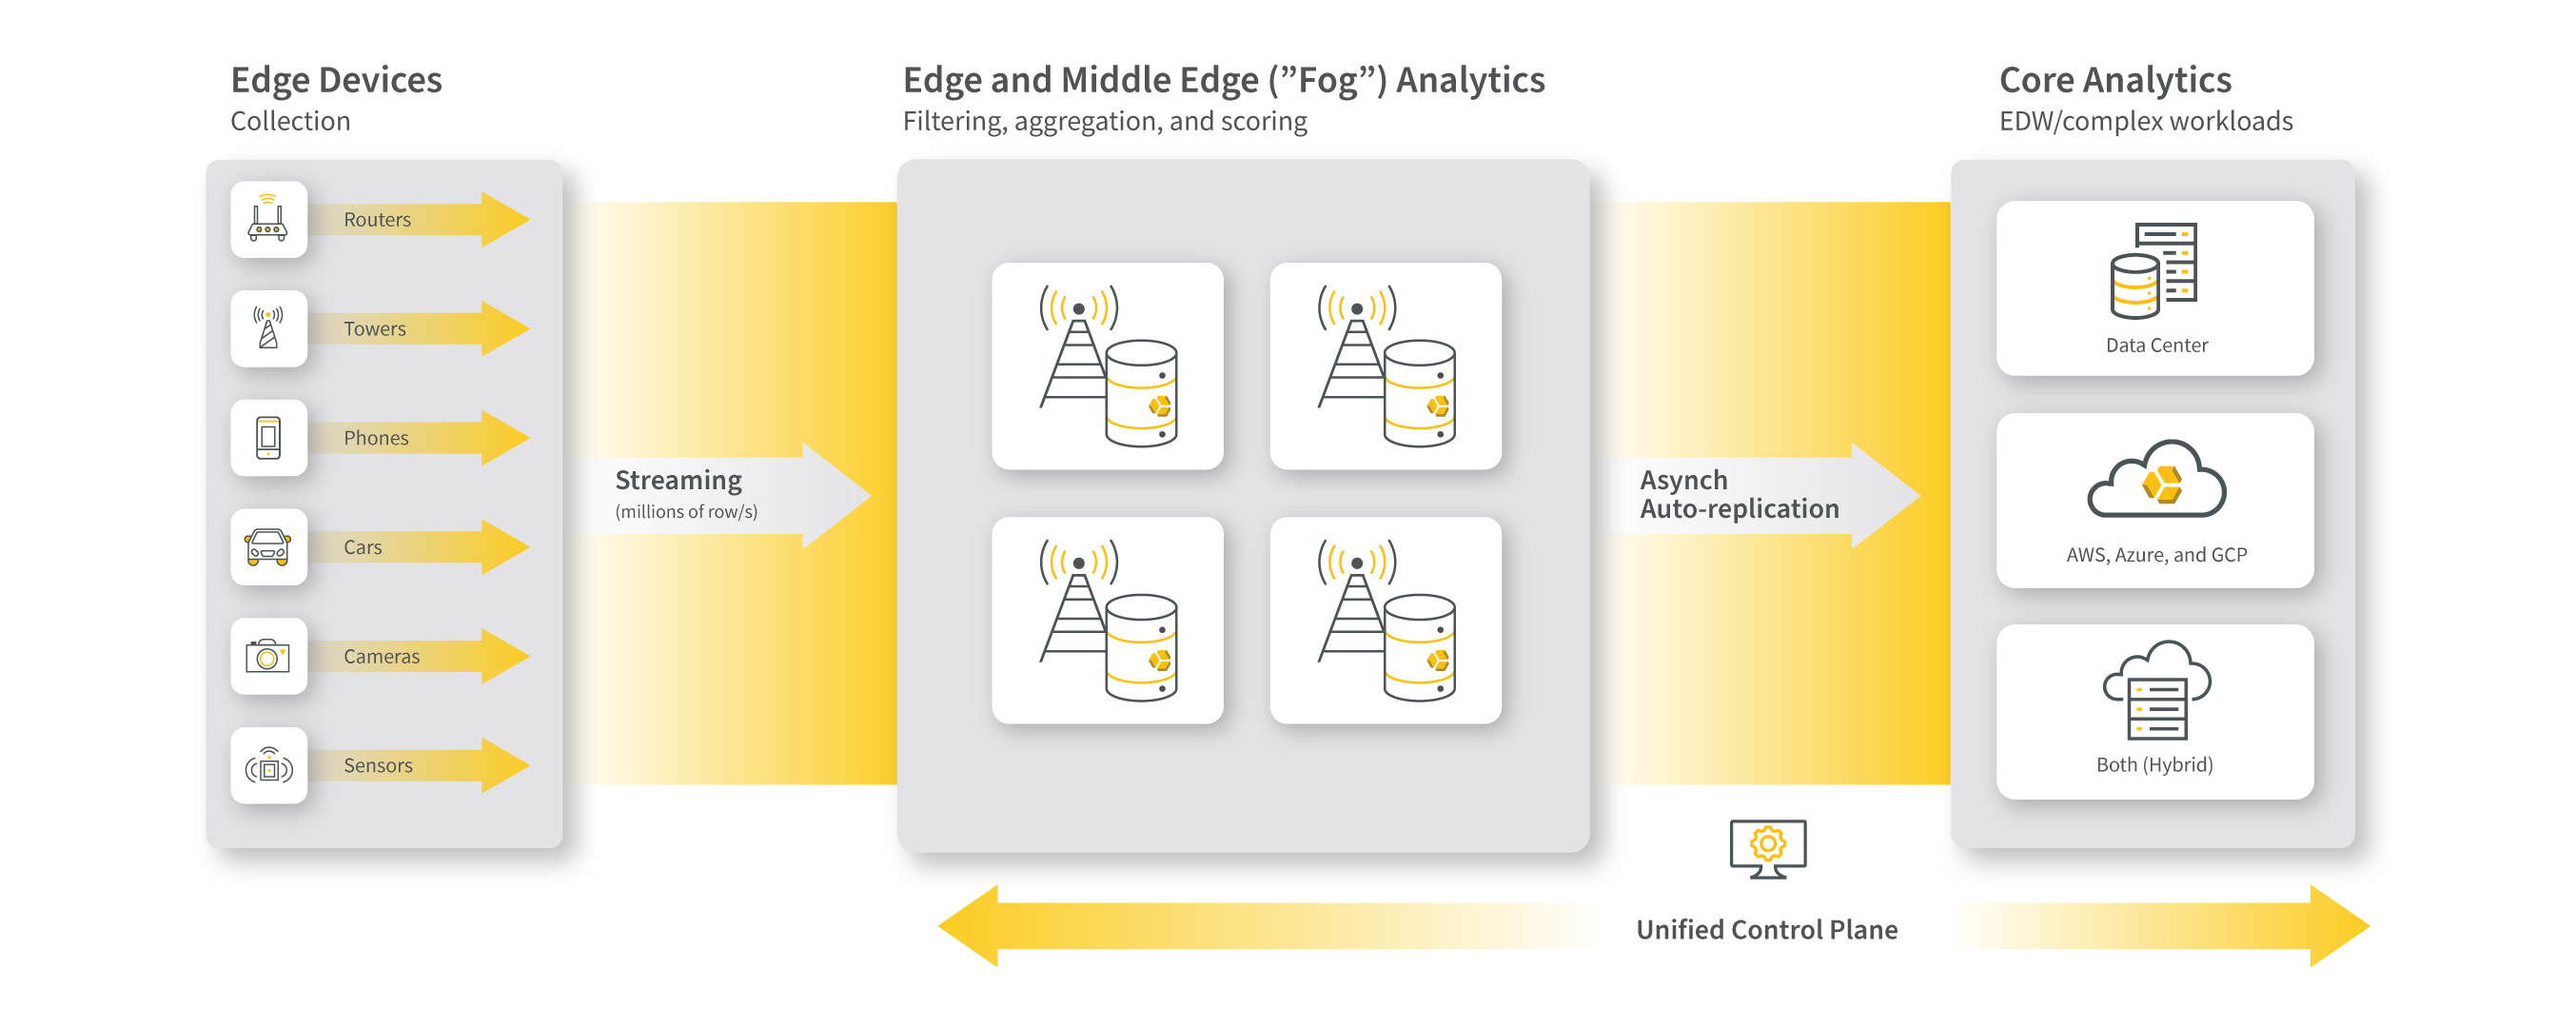 Edge Devices
Collection
Routers
Towers
Phones
Cars
Cameras
Sensors
Streaming
(millions of row/s)
Edge and Middle Edge (”Fog”) Analytics
Filtering, aggregation, and scoring
Asynch
Auto-replication
Core Analytics
EDW/complex workloads
Data Center
AWS, Azure, and GCP
Both (Hybrid)
Unified Control Plane